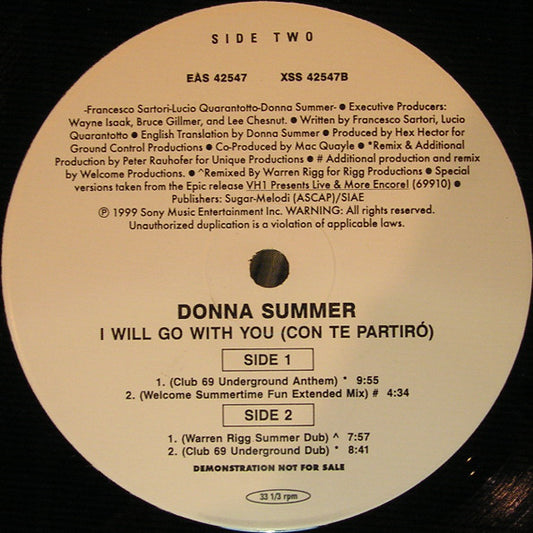 SIDE TWO
EAS 42547 XSS 42547B
-Francesco Sartori-Lucio Quarantotto-Donna Summer- ● Executive Producers:
Wayne Isaak, Bruce Gillmer, and Lee Chesnut. ● Written by Francesco Sartori, Lucio
Quarantotto ● English Translation by Donna Summer ● Produced by Hex Hector for
Ground Control Productions ● Co-Produced by Mac Quayle ● *Remix & Additional
Production by Peter Rauhofer for Unique Productions ● # Additional production and remix
by Welcome Productions. ● ^Remixed By Warren Rigg for Rigg Productions ● Special
versions taken from the Epic release VH1 Presents Live & More Encore! (69910) ●
Publishers: Sugar-Melodi (ASCAP)/SIAE
℗ 1999 Sony Music Entertainment Inc. WARNING: All rights reserved.
Unauthorized duplication is a violation of applicable laws.
DONNA SUMMER
I WILL GO WITH YOU (CON TE PARTIRÓ)
SIDE 1
1. (Club 69 Underground Anthem) * 9:55
2. (Welcome Summertime Fun Extended Mix) # 4:34
SIDE 2
1. (Warren Rigg Summer Dub) ^ 7:57
2. (Club 69 Underground Dub) * 8:41
DEMONSTRATION NOT FOR SALE
33 1/3 rpm